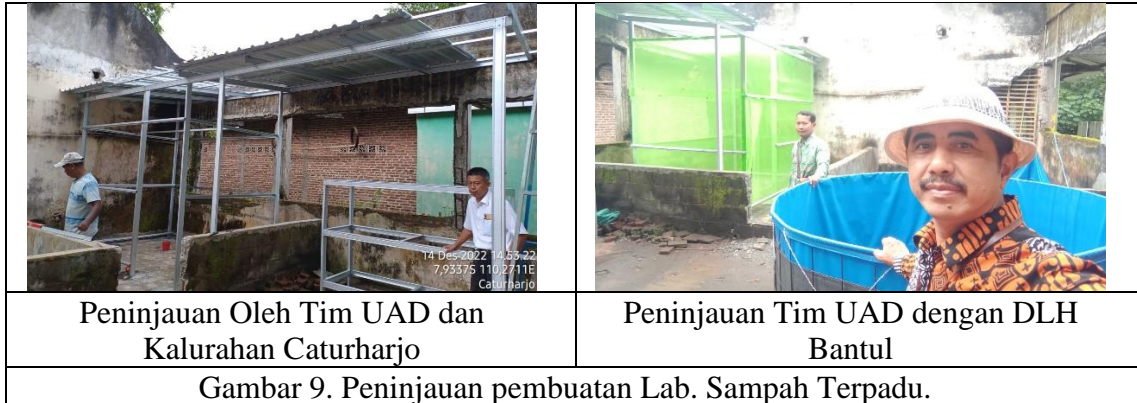 14 Des 2022 14.53.22
7,9337S 110,2711E
Caturharjo
Peninjauan Oleh Tim UAD dan
Kalurahan Caturharjo
Peninjauan Tim UAD dengan DLH
Bantul
Gambar 9. Peninjauan pembuatan Lab. Sampah Terpadu.